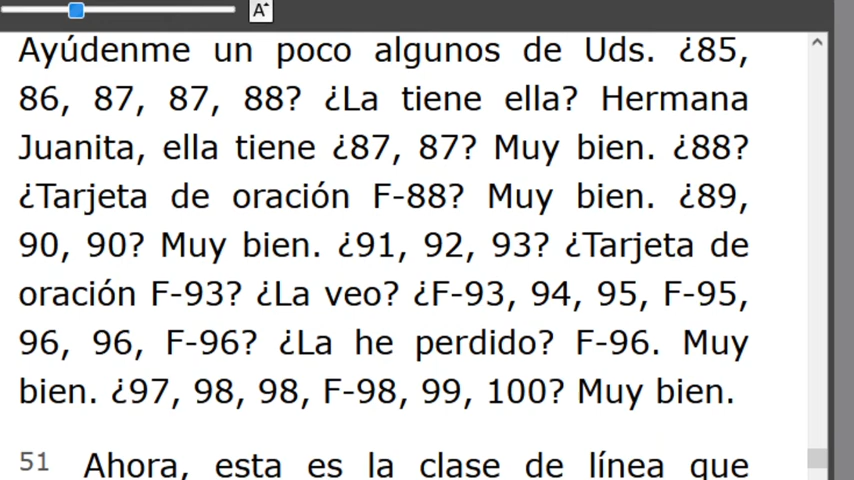 A
Ayúdenme un poco algunos de Uds. ¿85,
86, 87, 87, 88? ¿La tiene ella? Hermana
Juanita, ella tiene ¿87, 87? Muy bien. ¿88?
¿Tarjeta de oración F-88? Muy bien. ¿89,
90, 90? Muy bien. ¿91, 92, 93? ¿Tarjeta de
oración F-93? ¿La veo? ¿F-93, 94, 95, F-95,
96, 96, F-96? ¿La he perdido? F-96. Muy
bien. ¿97, 98, 98, F-98, 99, 100? Muy bien.
51 Ahora, esta es la clase de línea que